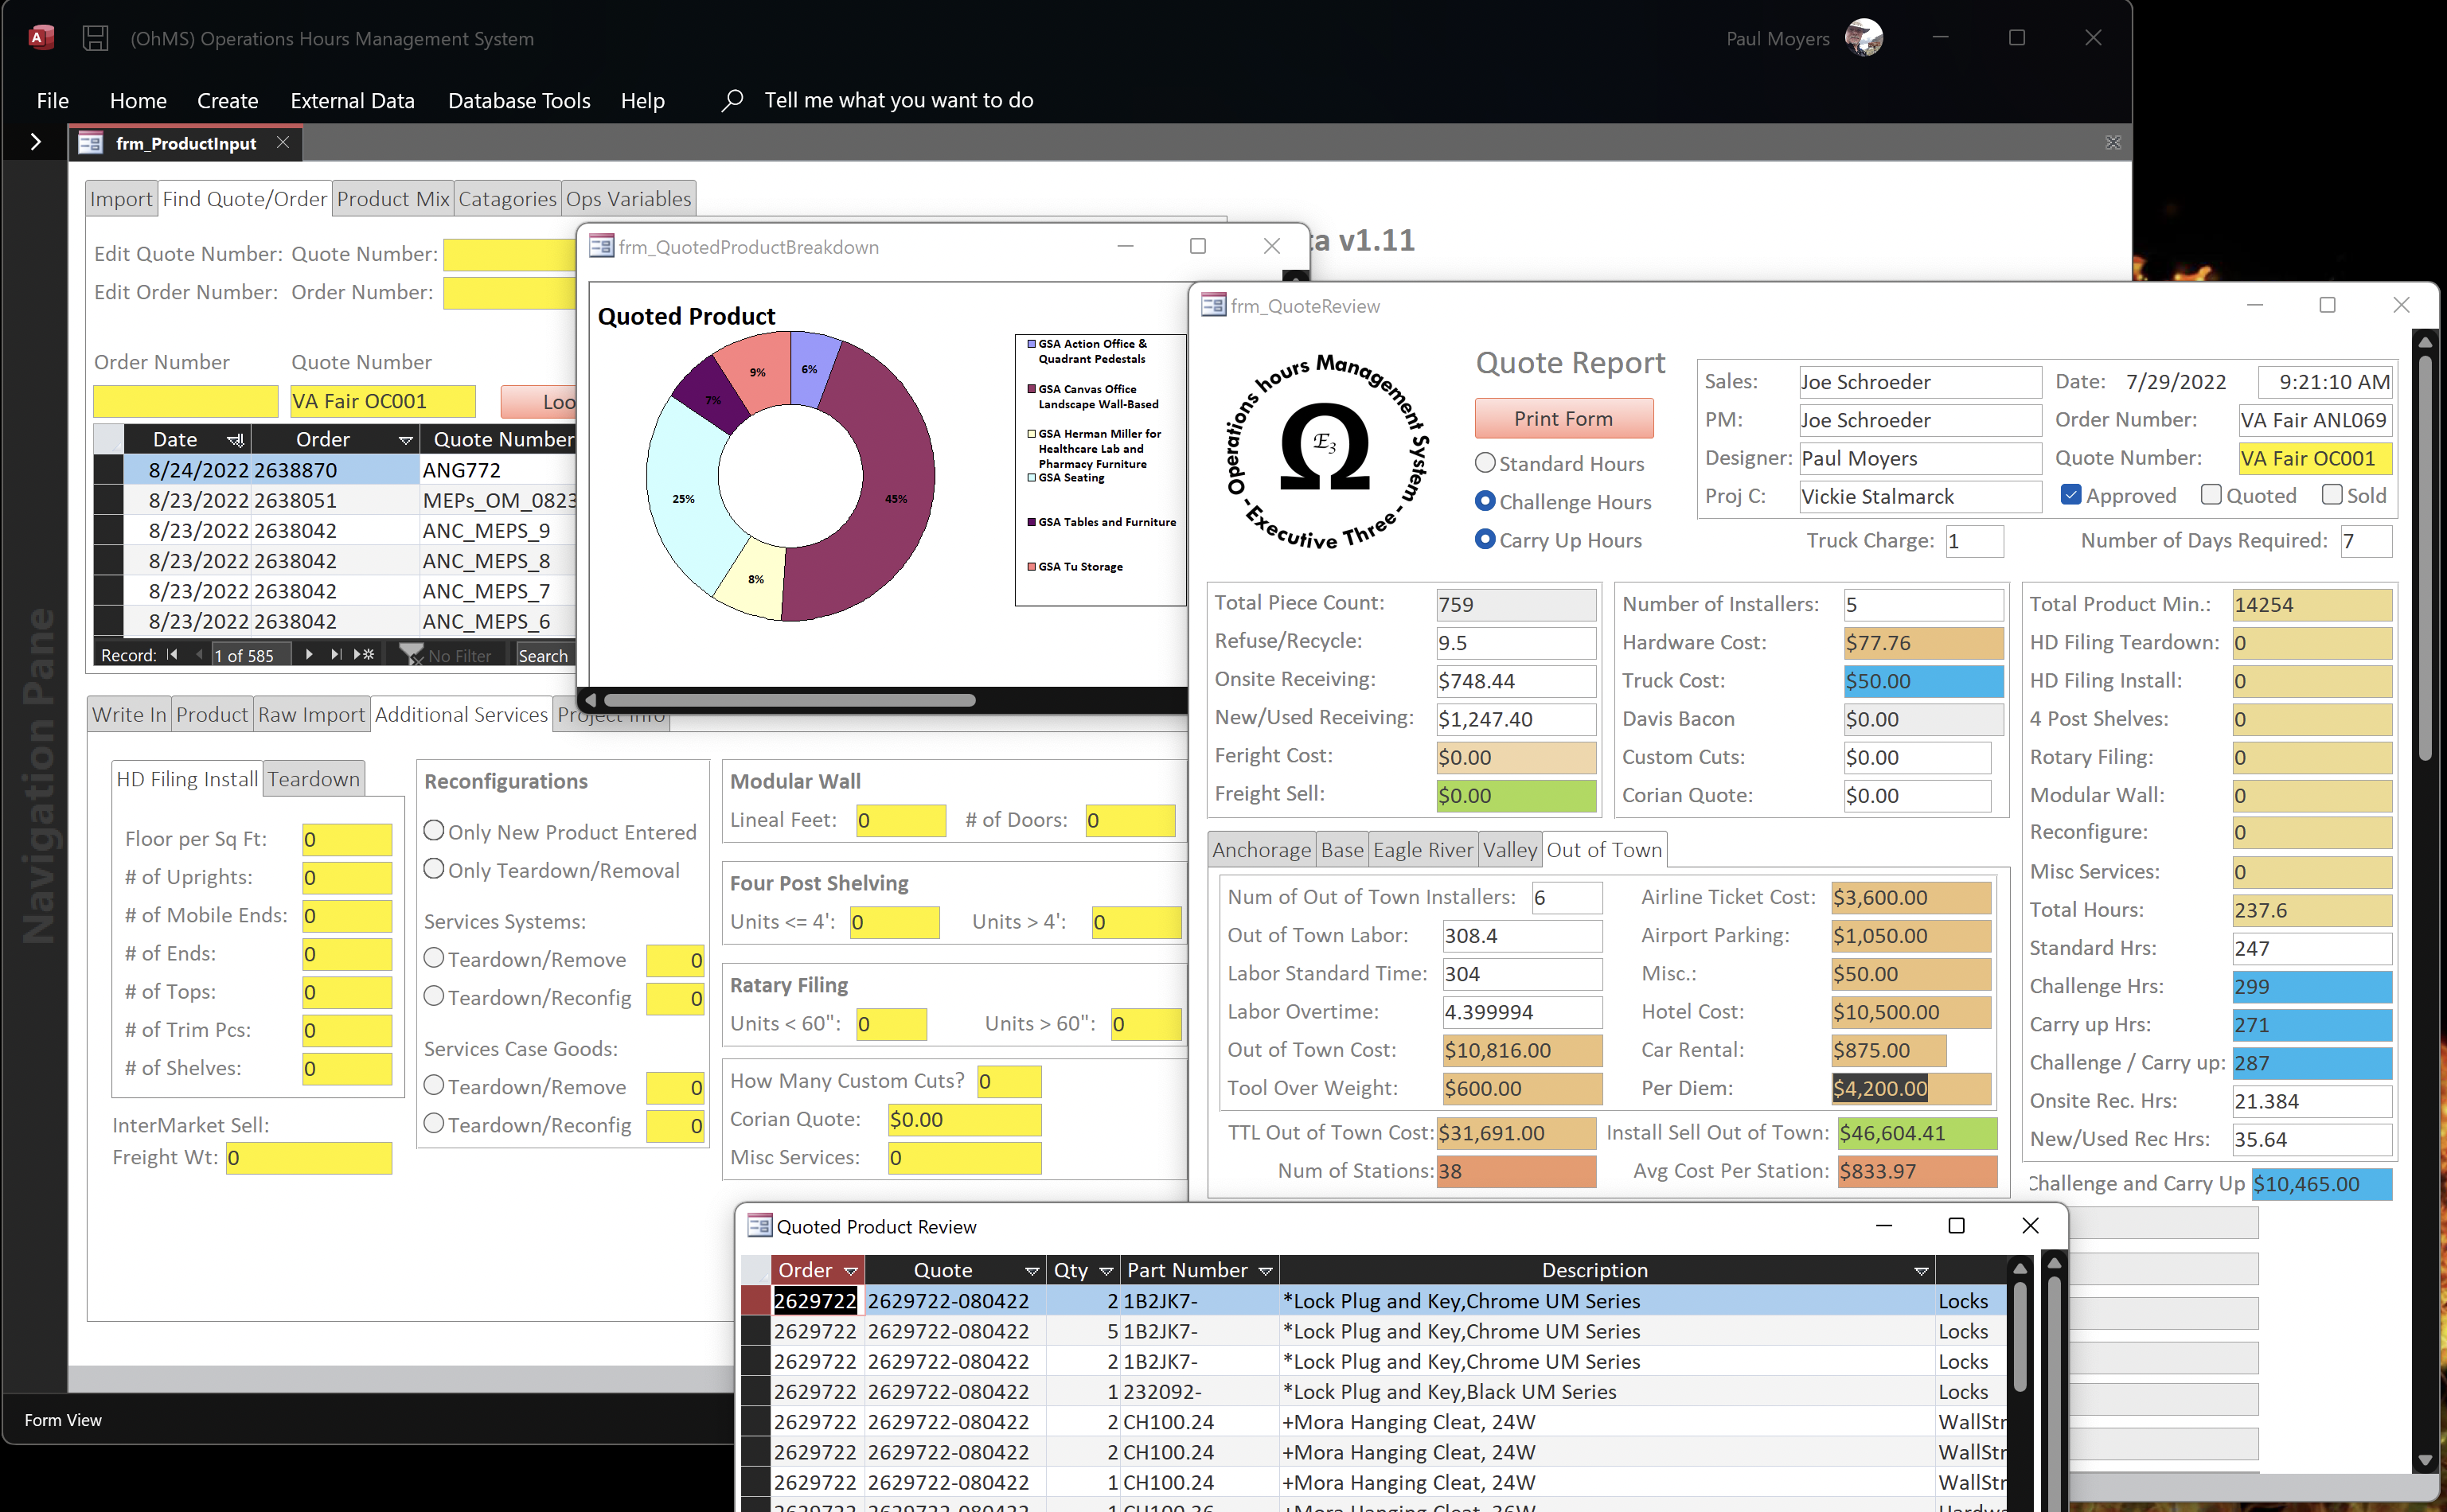 (OhMS) Operations Hours Management System
Paul Moyers
File Home Create External Data Database Tools Help Tell me what you want to do
frm_ProductInput
Import Find Quote/Order Product Mix Catagories Ops Variables
v1.11
Edit Quote Number: Quote Number:
Edit Order Number: Order Number:
Order Number Quote Number
VA Fair OC001
Date Order Quote Number
8/24/2022 2638870 ANG772
8/23/2022 2638051 MEPs_OM_0823
8/23/2022 2638042 ANC_MEPS_9
8/23/2022 2638042 ANC_MEPS_8
8/23/2022 2638042 ANC_MEPS_7
8/23/2022 2638042 ANC_MEPS_6
Record: 1 of 585 No Filter Search
Navigation Pane
Write In Product Raw Import Additional Services Project Info
HD Filing Install Teardown
Floor per Sq Ft: 0
# of Uprights: 0
# of Mobile Ends: 0
# of Ends: 0
# of Tops: 0
# of Trim Pcs: 0
# of Shelves: 0
InterMarket Sell:
Freight Wt: 0
Reconfigurations
Only New Product Entered
Only Teardown/Removal
Services Systems:
Teardown/Remove 0
Teardown/Reconfig 0
Services Case Goods:
Teardown/Remove 0
Teardown/Reconfig 0
Modular Wall
Lineal Feet: 0 # of Doors: 0
Four Post Shelving
Units <= 4': 0 Units > 4': 0
Ratary Filing
Units < 60": 0 Units > 60": 0
How Many Custom Cuts? 0
Corian Quote: $0.00
Misc Services: 0
Form View
frm_QuotedProductBreakdown
Quoted Product
6%
45%
8%
25%
7%
9%
GSA Action Office &
Quadrant Pedestals
GSA Canvas Office
Landscape Wall-Based
GSA Herman Miller for
Healthcare Lab and
Pharmacy Furniture
GSA Seating
GSA Tables and Furniture
GSA Tu Storage
frm_QuoteReview
Operations hours Management System
- Executive Three -
Ω
E3
Quote Report
Print Form
Standard Hours
Challenge Hours
Carry Up Hours
Sales: Joe Schroeder Date: 7/29/2022 9:21:10 AM
PM: Joe Schroeder Order Number: VA Fair ANL069
Designer: Paul Moyers Quote Number: VA Fair OC001
Proj C: Vickie Stalmarck Approved Quoted Sold
Truck Charge: 1 Number of Days Required: 7
Total Piece Count: 759
Refuse/Recycle: 9.5
Onsite Receiving: $748.44
New/Used Receiving: $1,247.40
Feright Cost: $0.00
Freight Sell: $0.00
Number of Installers: 5
Hardware Cost: $77.76
Truck Cost: $50.00
Davis Bacon $0.00
Custom Cuts: $0.00
Corian Quote: $0.00
Total Product Min.: 14254
HD Filing Teardown: 0
HD Filing Install: 0
4 Post Shelves: 0
Rotary Filing: 0
Modular Wall: 0
Reconfigure: 0
Misc Services: 0
Total Hours: 237.6
Standard Hrs: 247
Challenge Hrs: 299
Carry up Hrs: 271
Challenge / Carry up: 287
Onsite Rec. Hrs: 21.384
New/Used Rec Hrs: 35.64
Challenge and Carry Up $10,465.00
Anchorage Base Eagle River Valley Out of Town
Num of Out of Town Installers: 6 Airline Ticket Cost: $3,600.00
Out of Town Labor: 308.4 Airport Parking: $1,050.00
Labor Standard Time: 304 Misc.: $50.00
Labor Overtime: 4.399994 Hotel Cost: $10,500.00
Out of Town Cost: $10,816.00 Car Rental: $875.00
Tool Over Weight: $600.00 Per Diem: $4,200.00
TTL Out of Town Cost: $31,691.00 Install Sell Out of Town: $46,604.41
Num of Stations: 38 Avg Cost Per Station: $833.97
Quoted Product Review
Order Quote Qty Part Number Description
2629722 2629722-080422 2 1B2JK7- *Lock Plug and Key,Chrome UM Series Locks
2629722 2629722-080422 5 1B2JK7- *Lock Plug and Key,Chrome UM Series Locks
2629722 2629722-080422 2 1B2JK7- *Lock Plug and Key,Chrome UM Series Locks
2629722 2629722-080422 1 232092- *Lock Plug and Key,Black UM Series Locks
2629722 2629722-080422 2 CH100.24 +Mora Hanging Cleat, 24W WallStr
2629722 2629722-080422 2 CH100.24 +Mora Hanging Cleat, 24W WallStr
2629722 2629722-080422 1 CH100.24 +Mora Hanging Cleat, 24W WallStr